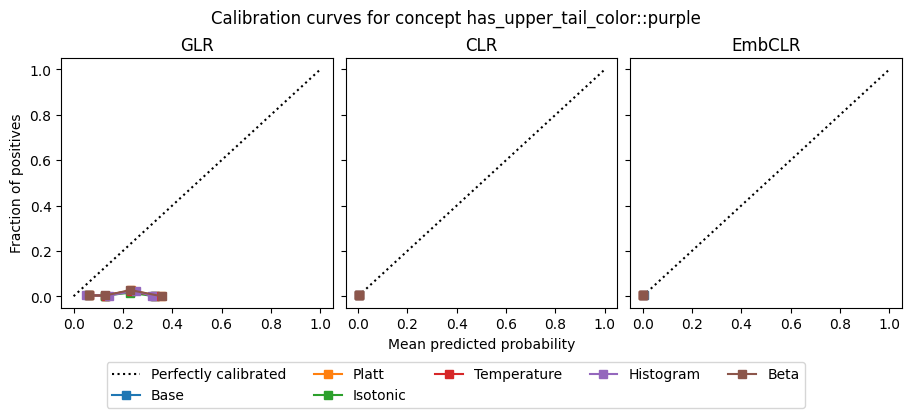 Calibration curves for concept has_upper_tail_color::purple
GLR
CLR
EmbCLR
1.0
0.8
0.6
0.4
0.2
0.0
Fraction of positives
0.0 0.2 0.4 0.6 0.8 1.0
0.0 0.2 0.4 0.6 0.8 1.0
0.0 0.2 0.4 0.6 0.8 1.0
Mean predicted probability
Perfectly calibrated
Base
Platt
Isotonic
Temperature
Histogram
Beta